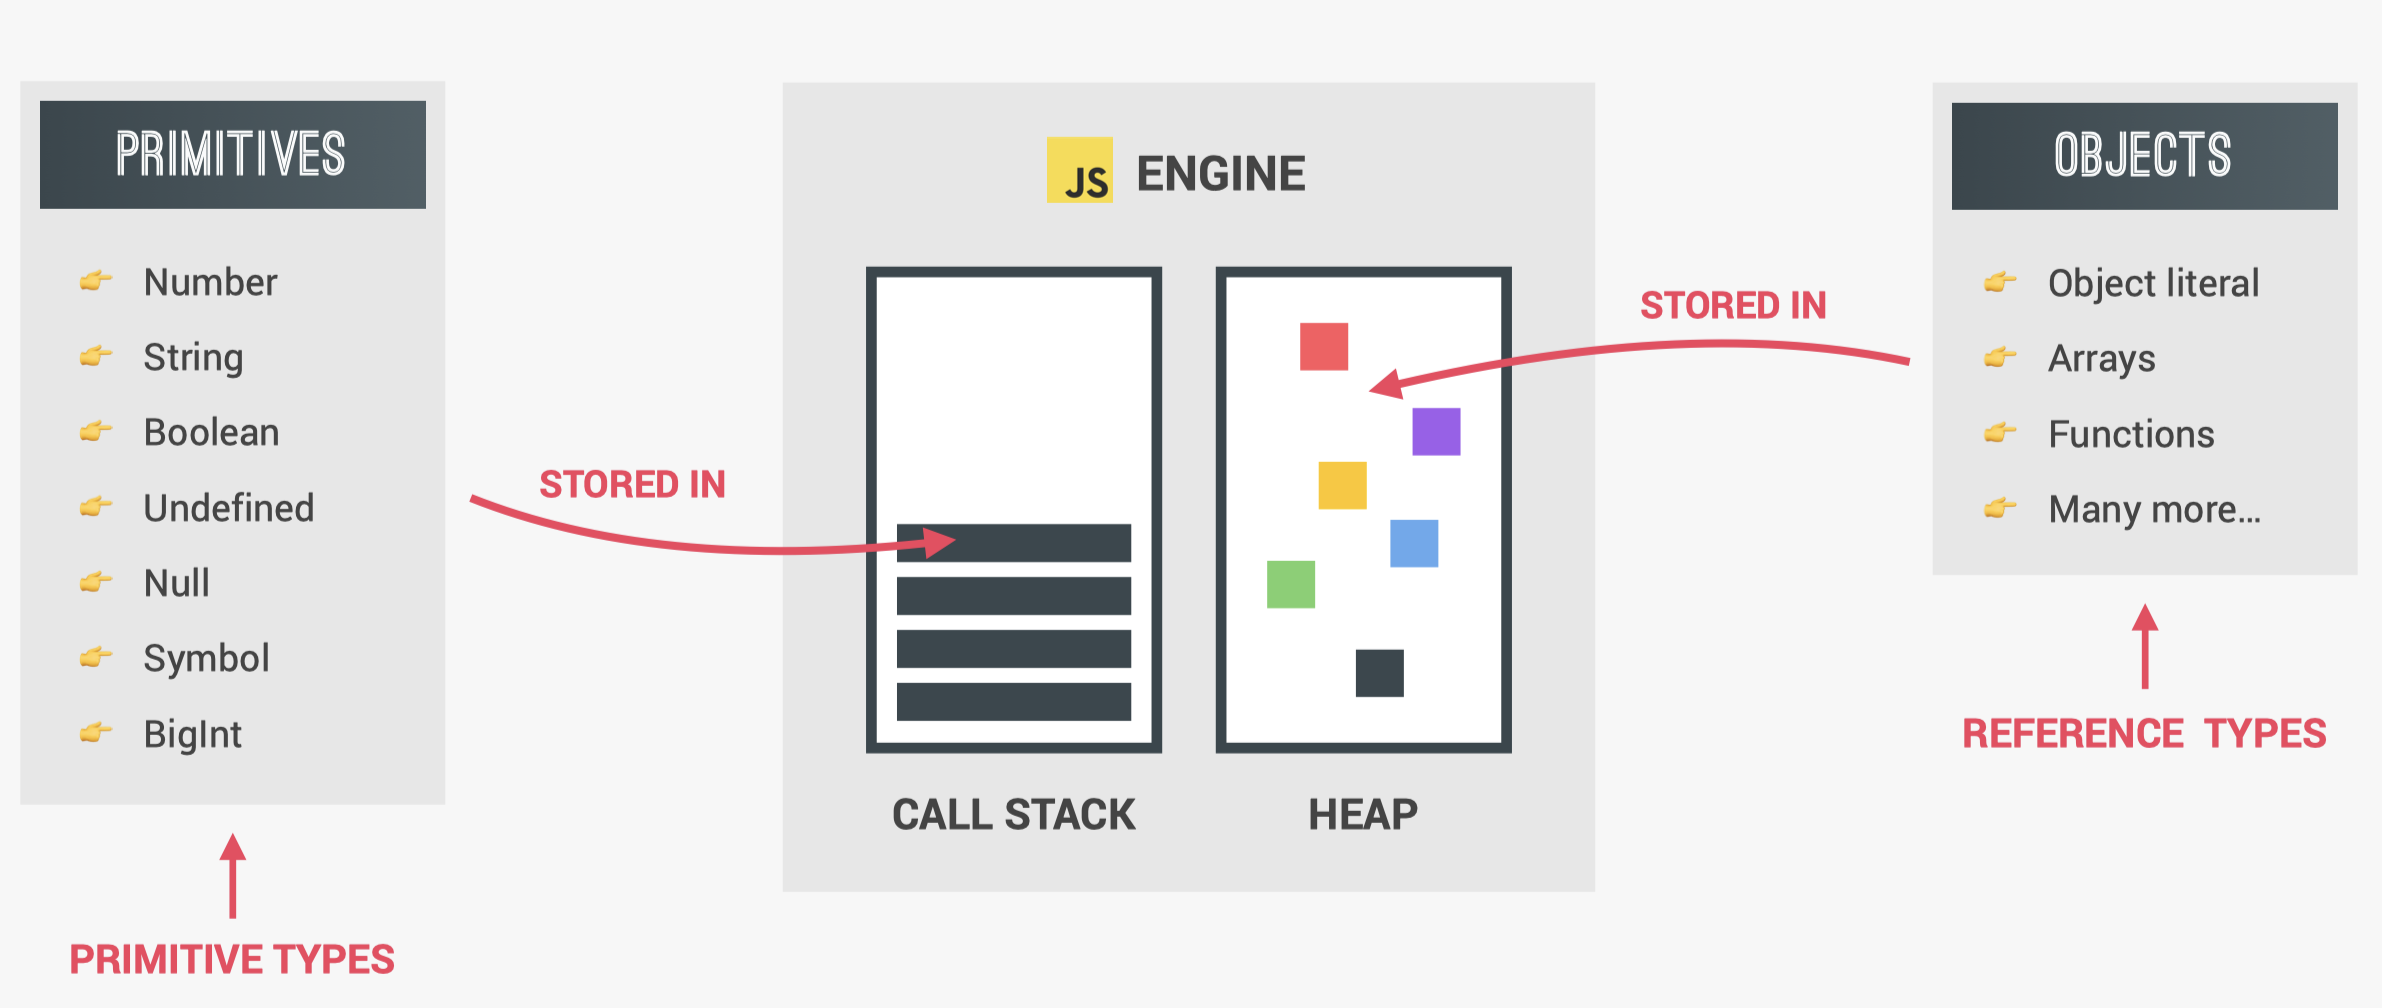 PRIMITIVES
Number
String
Boolean
Undefined
Null
Symbol
BigInt
PRIMITIVE TYPES
STORED IN
JS ENGINE
CALL STACK
HEAP
STORED IN
OBJECTS
Object literal
Arrays
Functions
Many more...
REFERENCE TYPES